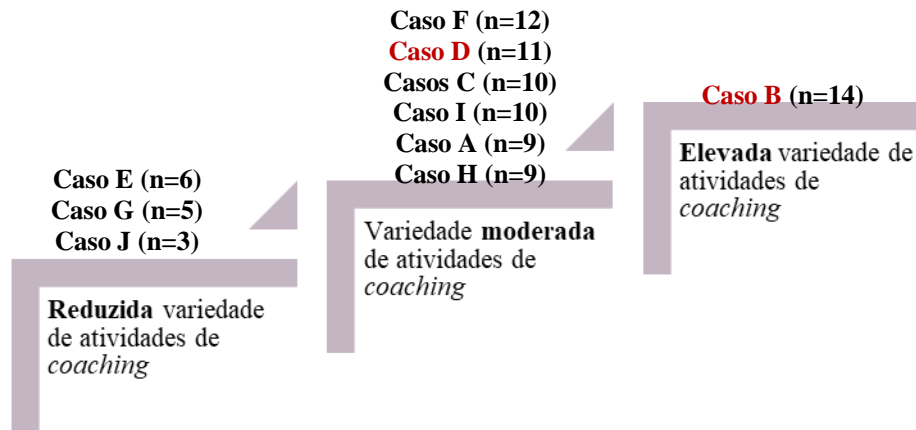 Caso E (n=6)
Caso G (n=5)
Caso J (n=3)
Reduzida variedade
de atividades de
coaching
Caso F (n=12)
Caso D (n=11)
Casos C (n=10)
Caso I (n=10)
Caso A (n=9)
Caso H (n=9)
Variedade moderada
de atividades de
coaching
Caso B (n=14)
Elevada variedade de
atividades de
coaching